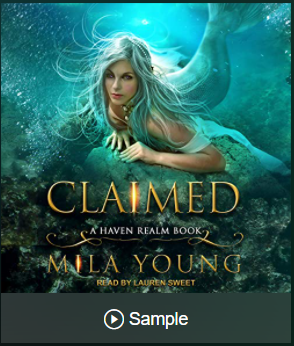 CLAIMED
A HAVEN REALM BOOK
MILA YOUNG
READ BY LAUREN SWEET
Sample